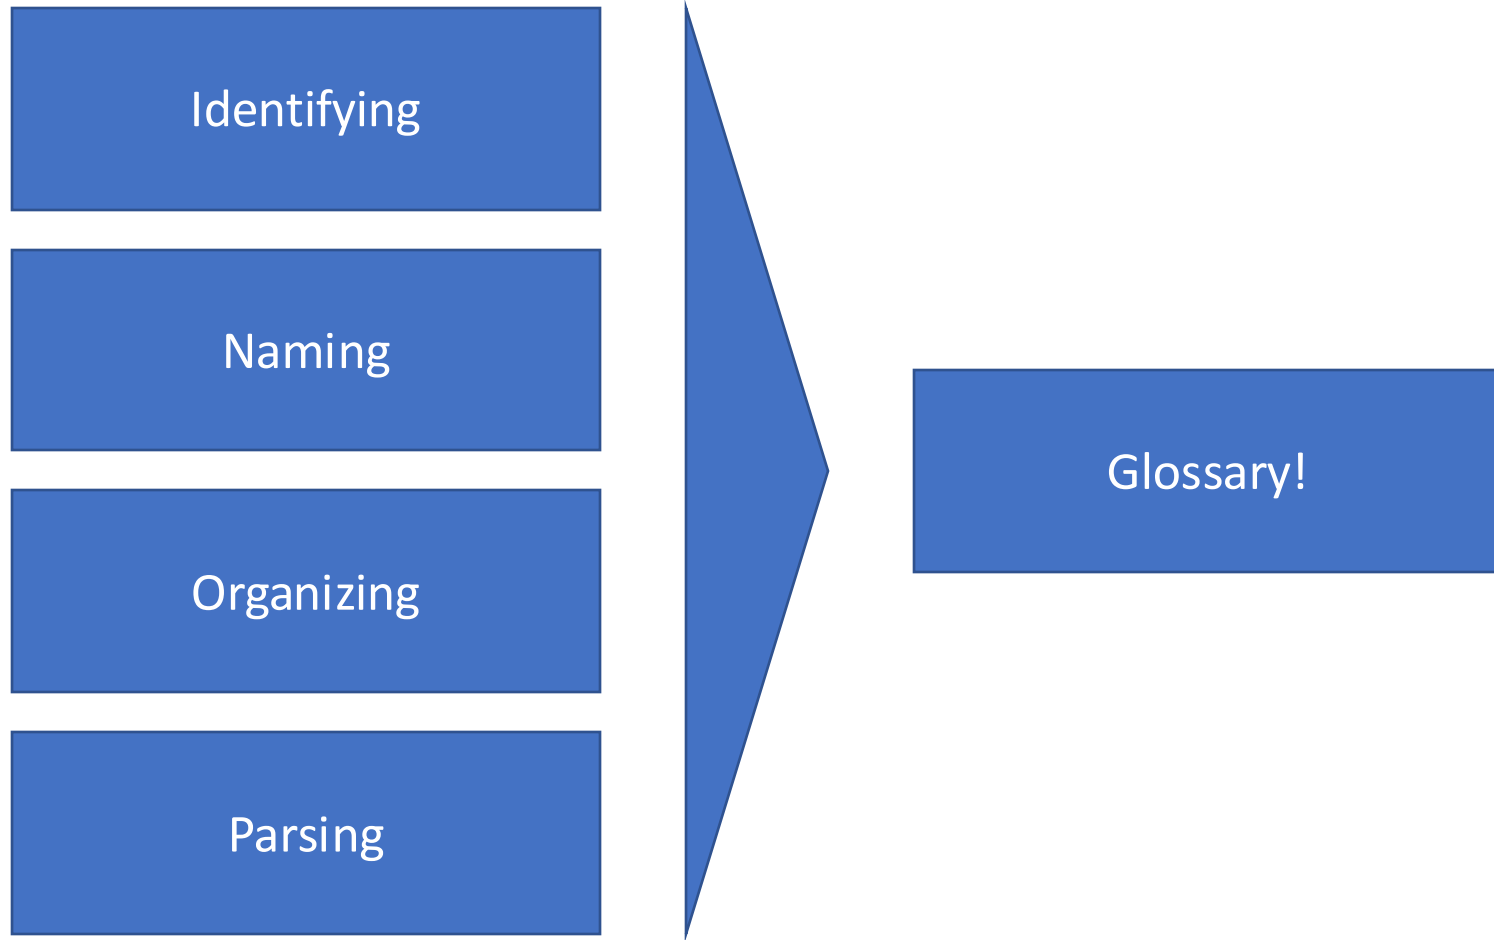 Identifying
Naming
Organizing
Parsing
Glossary!